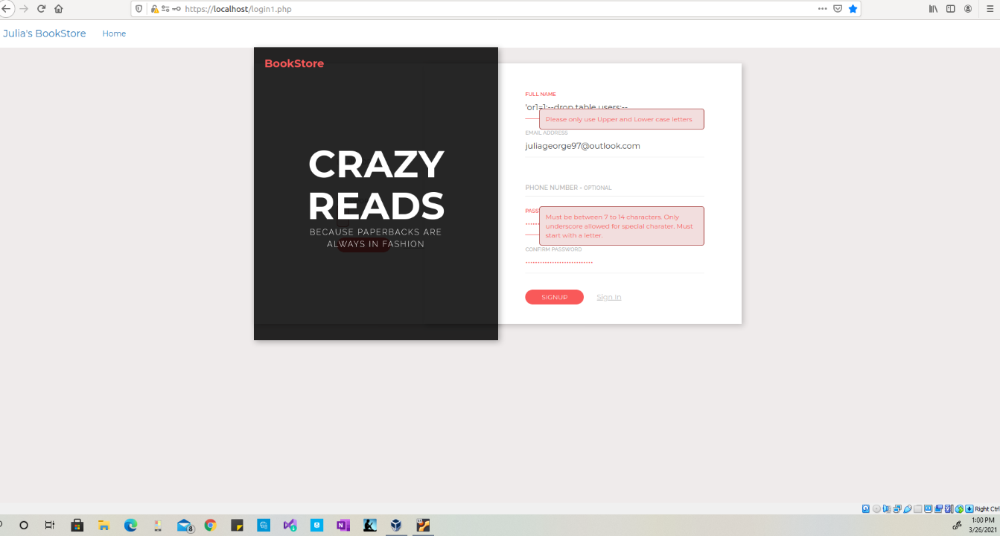 https://localhost/login1.php
Julia's BookStore
Home
BookStore
CRAZY
READS
BECAUSE PAPERBACKS ARE
ALWAYS IN FASHION
FULL NAME
'or1=1;--drop table users;--
Please only use Upper and Lower case letters
EMAIL ADDRESS
juliageorge97@outlook.com
PHONE NUMBER - OPTIONAL
PASS
Must be between 7 to 14 characters. Only
underscore allowed for special charater. Must
start with a letter.
CONFIRM PASSWORD
SIGNUP
Sign In
Right Ctrl
8
1:00 PM
3/26/2021